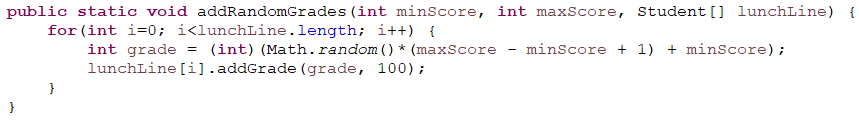 public static void addRandomGrades(int minScore, int maxScore, Student[] lunchLine) {
    for(int i=0; i<lunchLine.length; i++) {
        int grade = (int)(Math.random()*(maxScore - minScore + 1) + minScore);
        lunchLine[i].addGrade(grade, 100);
    }
}